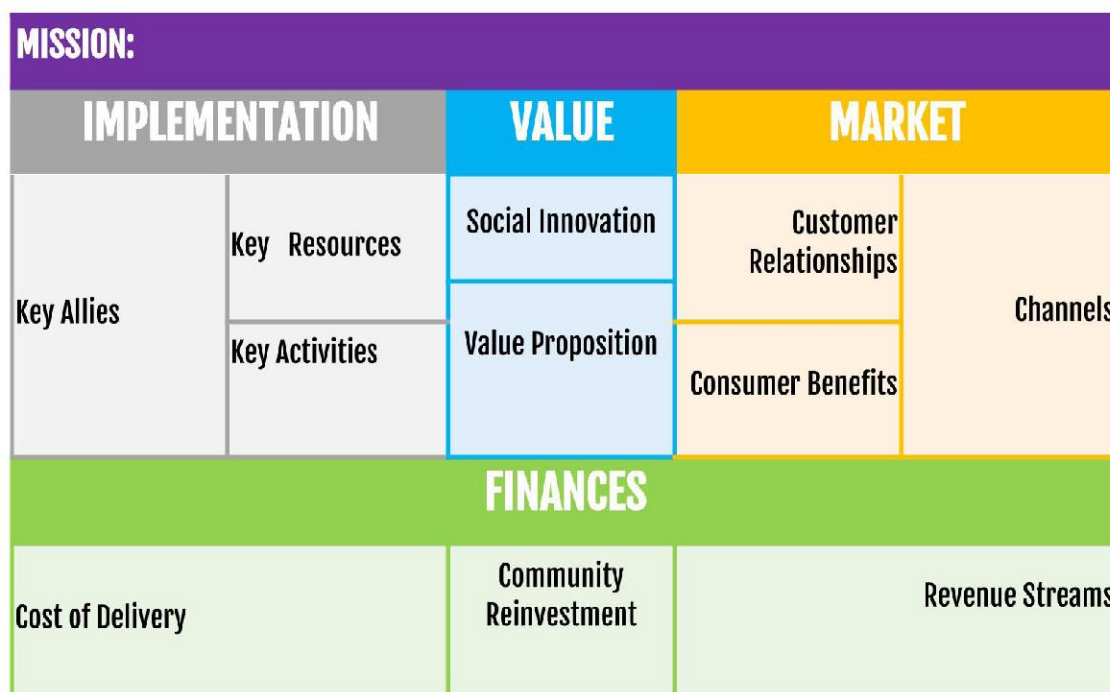 MISSION:
IMPLEMENTATION
VALUE
MARKET
Key Allies
Key Resources
Key Activities
Social Innovation
Value Proposition
Customer
Relationships
Consumer Benefits
Channels
FINANCES
Cost of Delivery
Community
Reinvestment
Revenue Streams